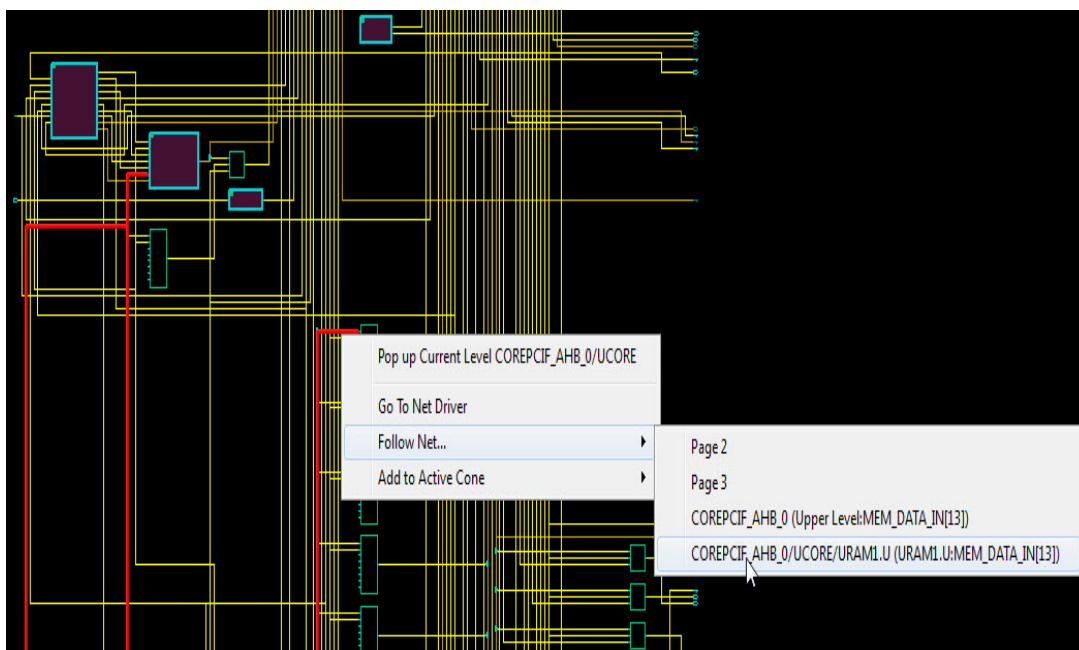 Pop up Current Level COREPCIF_AHB_0/UCORE
Go To Net Driver
Follow Net...
Add to Active Cone
Page 2
Page 3
COREPCIF_AHB_0 (Upper Level:MEM_DATA_IN[13])
COREPCIF_AHB_0/UCORE/URAM1.U (URAM1.U:MEM_DATA_IN[13])